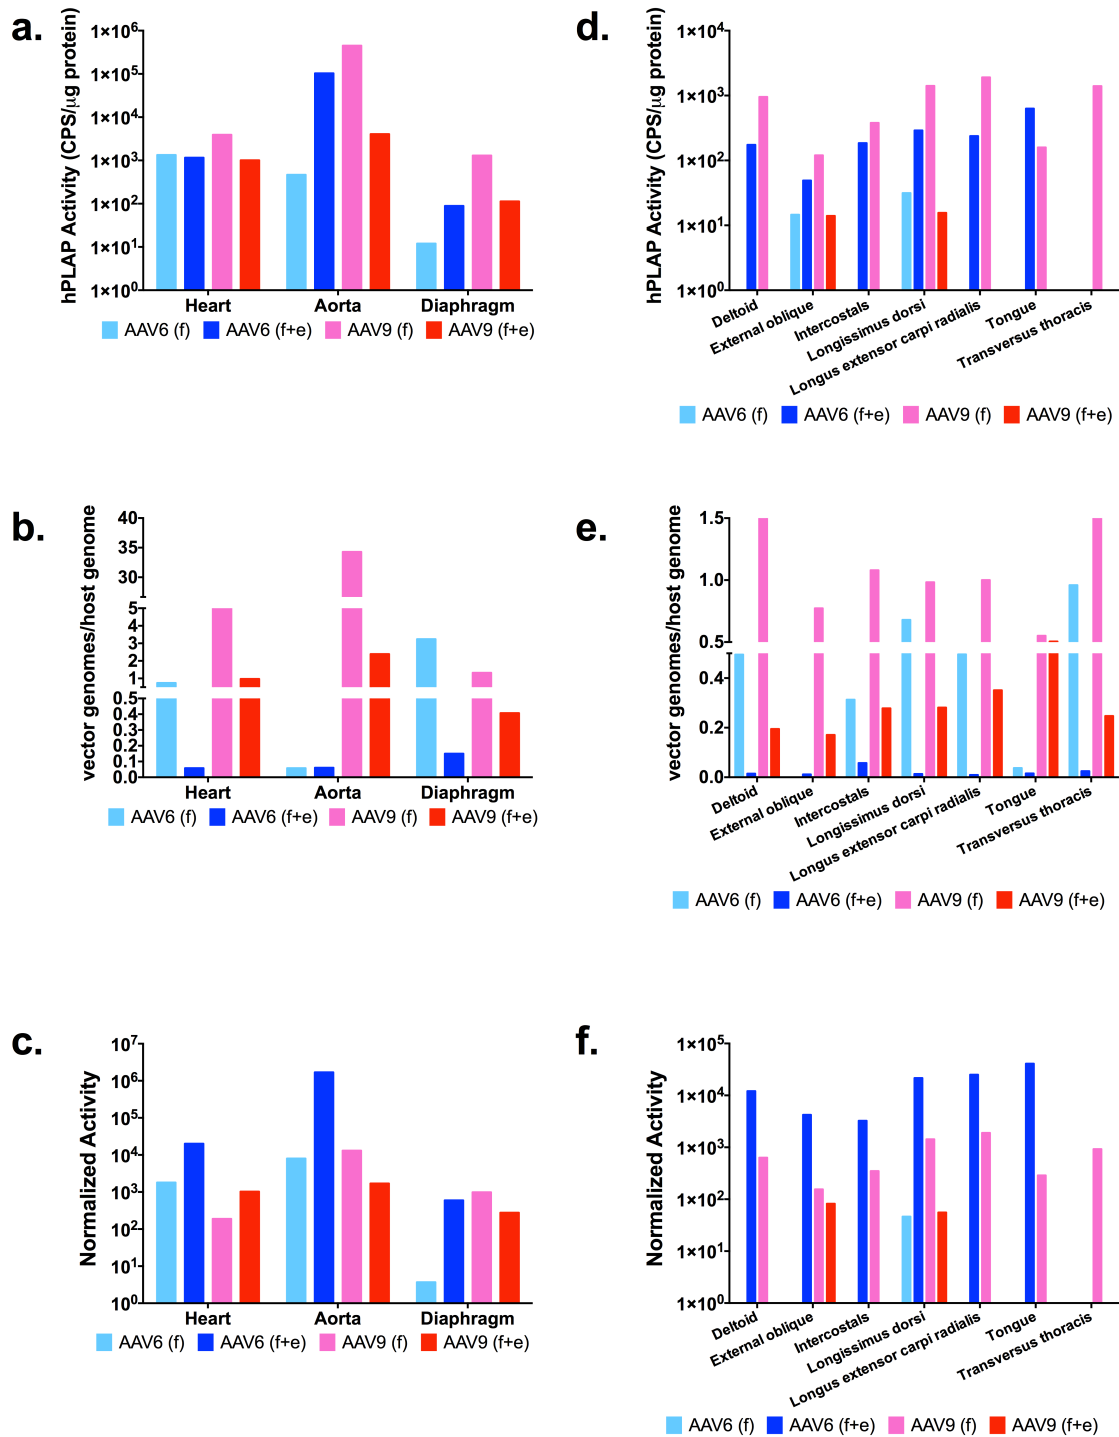 a.
hPLAP Activity (CPS/µg protein)
1×10⁶
1×10⁵
1×10⁴
1×10³
1×10²
1×10¹
1×10⁰
Heart Aorta Diaphragm
AAV6 (f) AAV6 (f+e) AAV9 (f) AAV9 (f+e)
d.
hPLAP Activity (CPS/µg protein)
1×10⁴
1×10³
1×10²
1×10¹
1×10⁰
Deltoid
External oblique
Intercostals
Longissimus dorsi
Longus extensor carpi radialis
Tongue
Transversus thoracis
AAV6 (f) AAV6 (f+e) AAV9 (f) AAV9 (f+e)
b.
vector genomes/host genome
40
35
30
5
4
3
2
1
0.5
0.4
0.3
0.2
0.1
0.0
Heart Aorta Diaphragm
AAV6 (f) AAV6 (f+e) AAV9 (f) AAV9 (f+e)
e.
vector genomes/host genome
1.5
1.0
0.5
0.4
0.2
0.0
Deltoid
External oblique
Intercostals
Longissimus dorsi
Longus extensor carpi radialis
Tongue
Transversus thoracis
AAV6 (f) AAV6 (f+e) AAV9 (f) AAV9 (f+e)
c.
Normalized Activity
10⁷
10⁶
10⁵
10⁴
10³
10²
10¹
10⁰
Heart Aorta Diaphragm
AAV6 (f) AAV6 (f+e) AAV9 (f) AAV9 (f+e)
f.
Normalized Activity
1×10⁵
1×10⁴
1×10³
1×10²
1×10¹
1×10⁰
Deltoid
External oblique
Intercostals
Longissimus dorsi
Longus extensor carpi radialis
Tongue
Transversus thoracis
AAV6 (f) AAV6 (f+e) AAV9 (f) AAV9 (f+e)